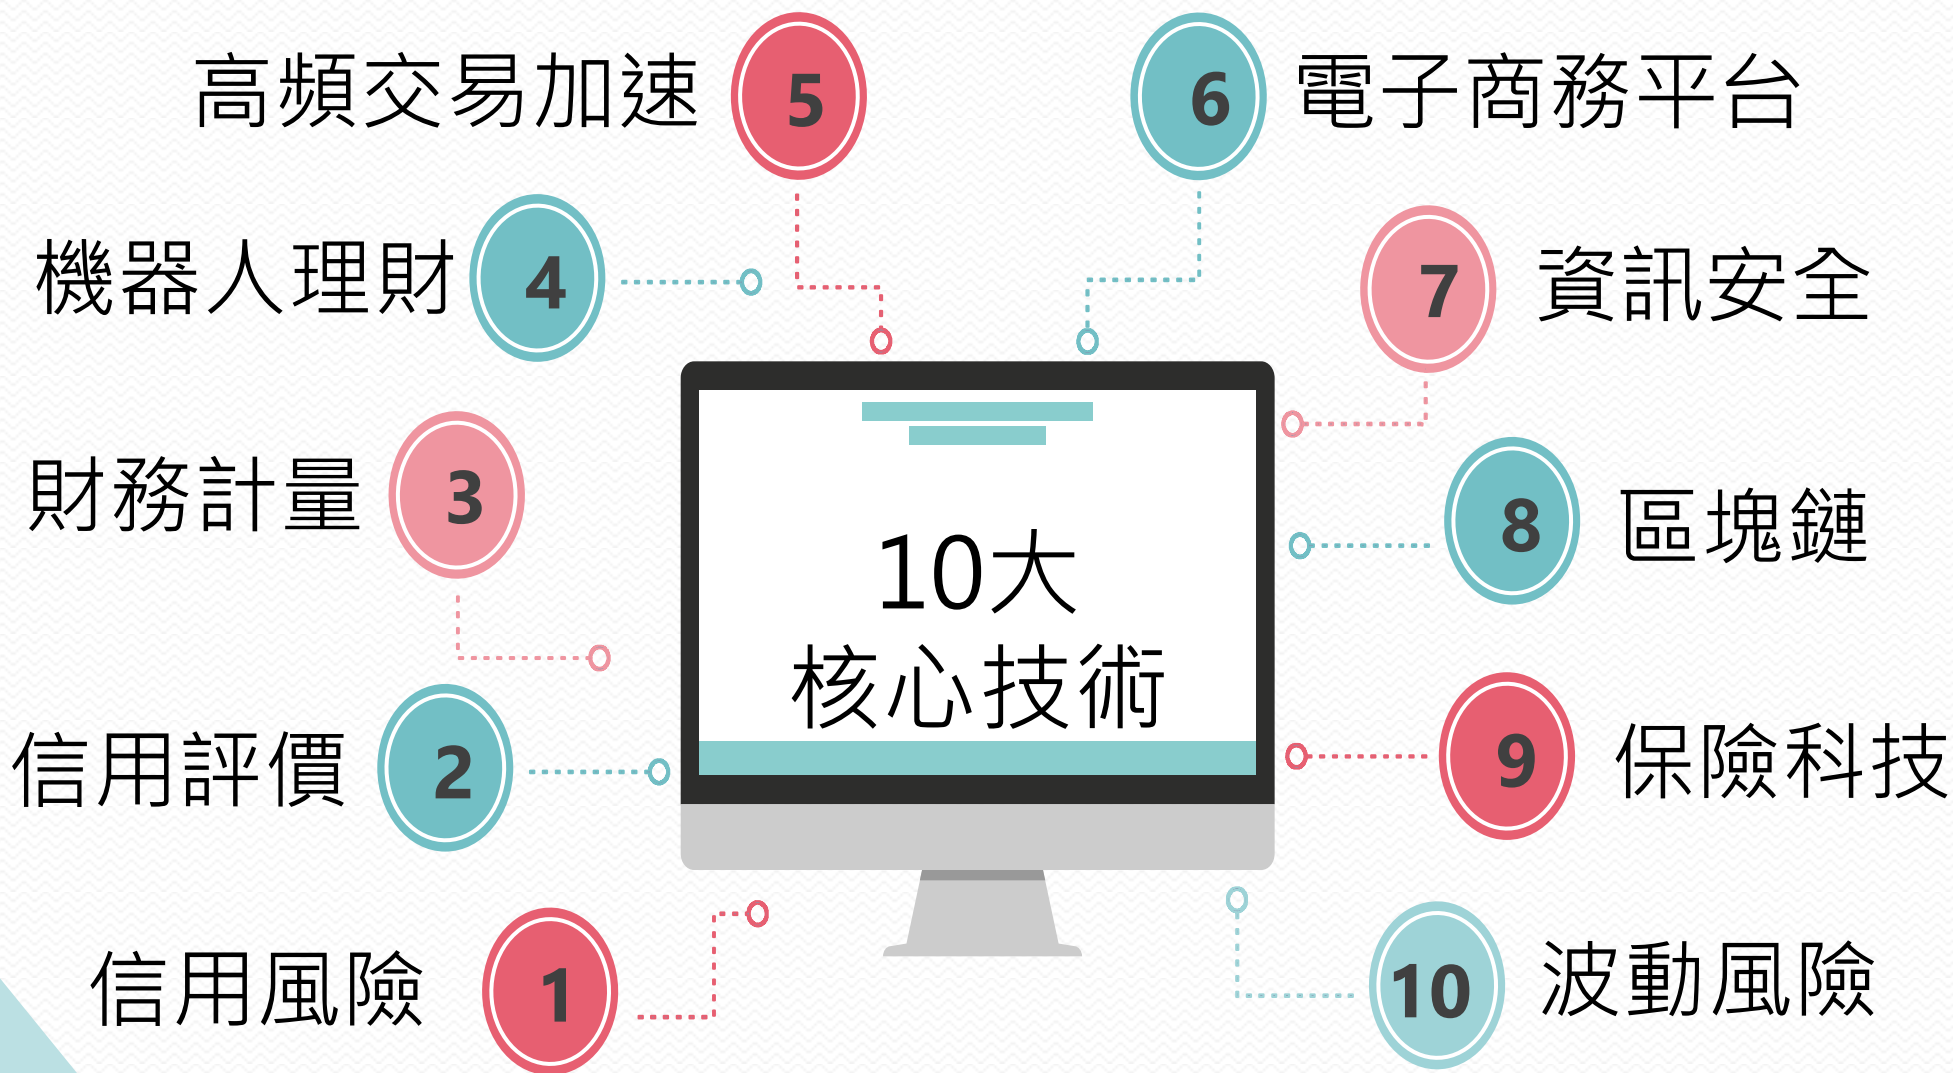 高頻交易加速
5
6
電子商務平台
機器人理財
4
7
資訊安全
財務計量
3
8
區塊鏈
10大
核心技術
信用評價
2
9
保險科技
信用風險
1
10
波動風險